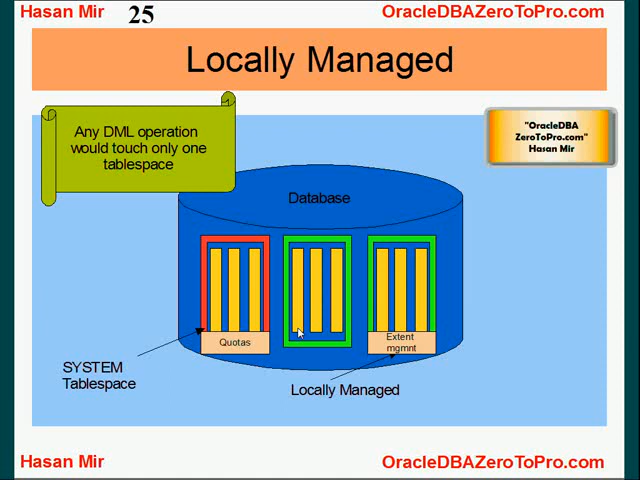 Hasan Mir
25
OracleDBAZeroToPro.com
Locally Managed
Any DML operation
would touch only one
tablespace
"OracleDBA
ZeroToPro.com"
Hasan Mir
Database
Quotas
Extent
mgmnt
SYSTEM
Tablespace
Locally Managed
Hasan Mir
OracleDBAZeroToPro.com